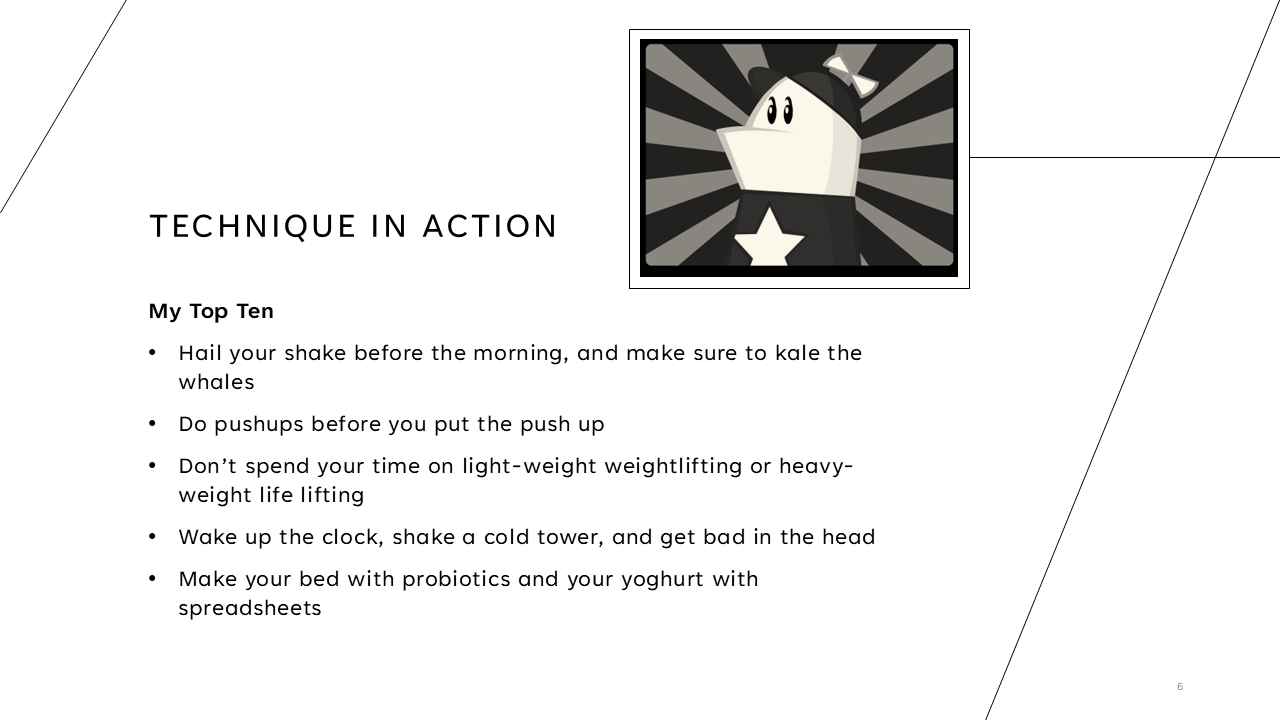 TECHNIQUE IN ACTION
My Top Ten
• Hail your shake before the morning, and make sure to kale the
whales
• Do pushups before you put the push up
• Don’t spend your time on light-weight weightlifting or heavy-
weight life lifting
• Wake up the clock, shake a cold tower, and get bad in the head
• Make your bed with probiotics and your yoghurt with
spreadsheets
6